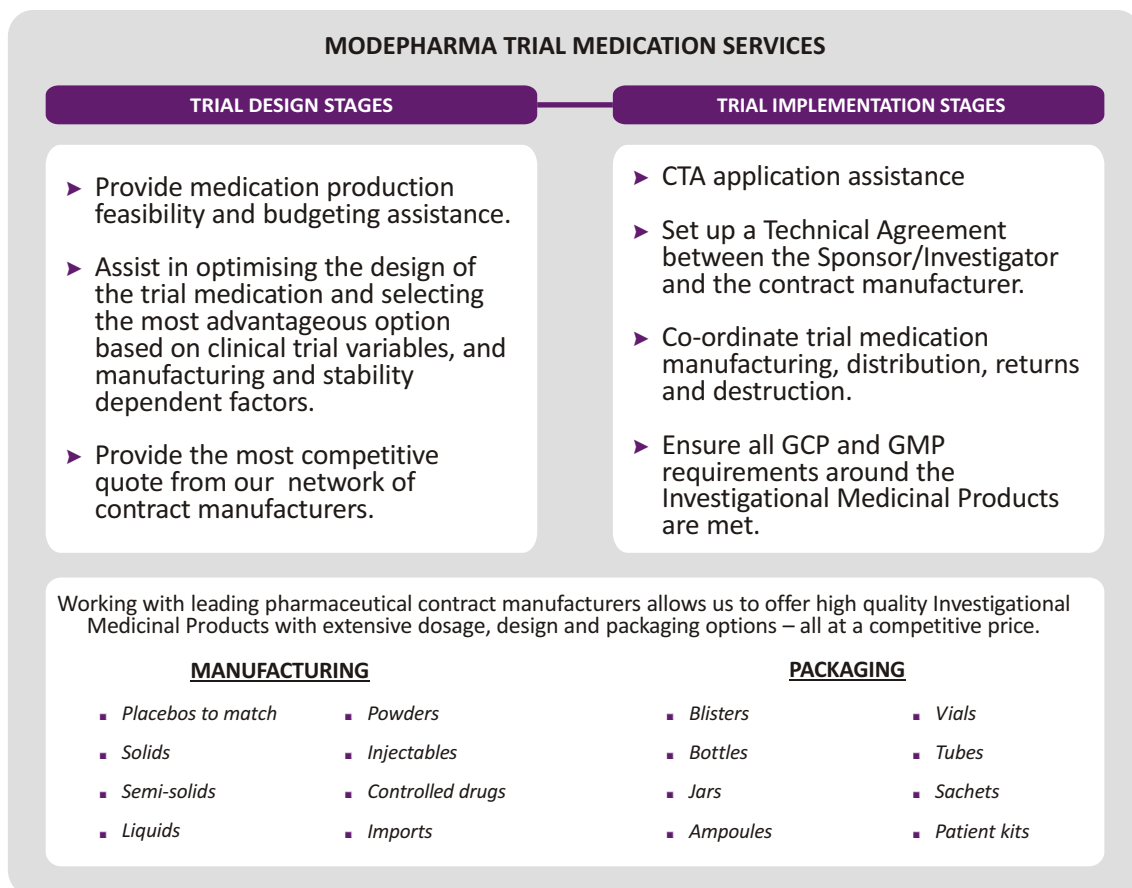 MODEPHARMA TRIAL MEDICATION SERVICES
TRIAL DESIGN STAGES
Provide medication production
feasibility and budgeting assistance.
Assist in optimising the design of
the trial medication and selecting
the most advantageous option
based on clinical trial variables, and
manufacturing and stability
dependent factors.
Provide the most competitive
quote from our network of
contract manufacturers.
TRIAL IMPLEMENTATION STAGES
CTA application assistance
Set up a Technical Agreement
between the Sponsor/Investigator
and the contract manufacturer.
Co-ordinate trial medication
manufacturing, distribution, returns
and destruction.
Ensure all GCP and GMP
requirements around the
Investigational Medicinal Products
are met.
Working with leading pharmaceutical contract manufacturers allows us to offer high quality Investigational
Medicinal Products with extensive dosage, design and packaging options – all at a competitive price.
MANUFACTURING
Placebos to match
Solids
Semi-solids
Liquids
Powders
Injectables
Controlled drugs
Imports
PACKAGING
Blisters
Bottles
Jars
Ampoules
Vials
Tubes
Sachets
Patient kits